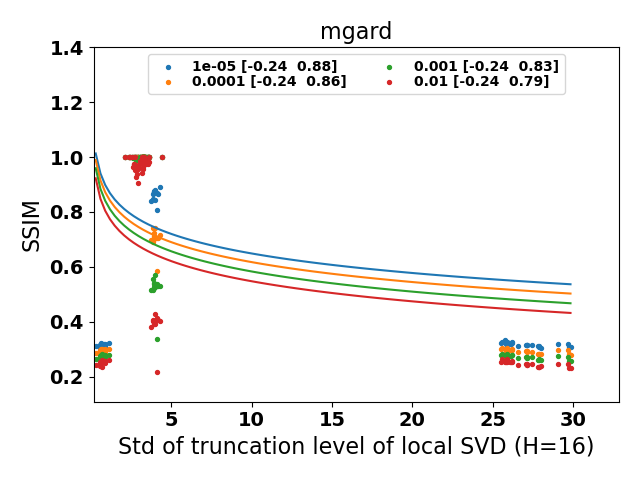 mgard
1e-05 [-0.24  0.88]
0.0001 [-0.24  0.86]
0.001 [-0.24  0.83]
0.01 [-0.24  0.79]
1.4
1.2
1.0
0.8
0.6
0.4
0.2
SSIM
5 10 15 20 25 30
Std of truncation level of local SVD (H=16)